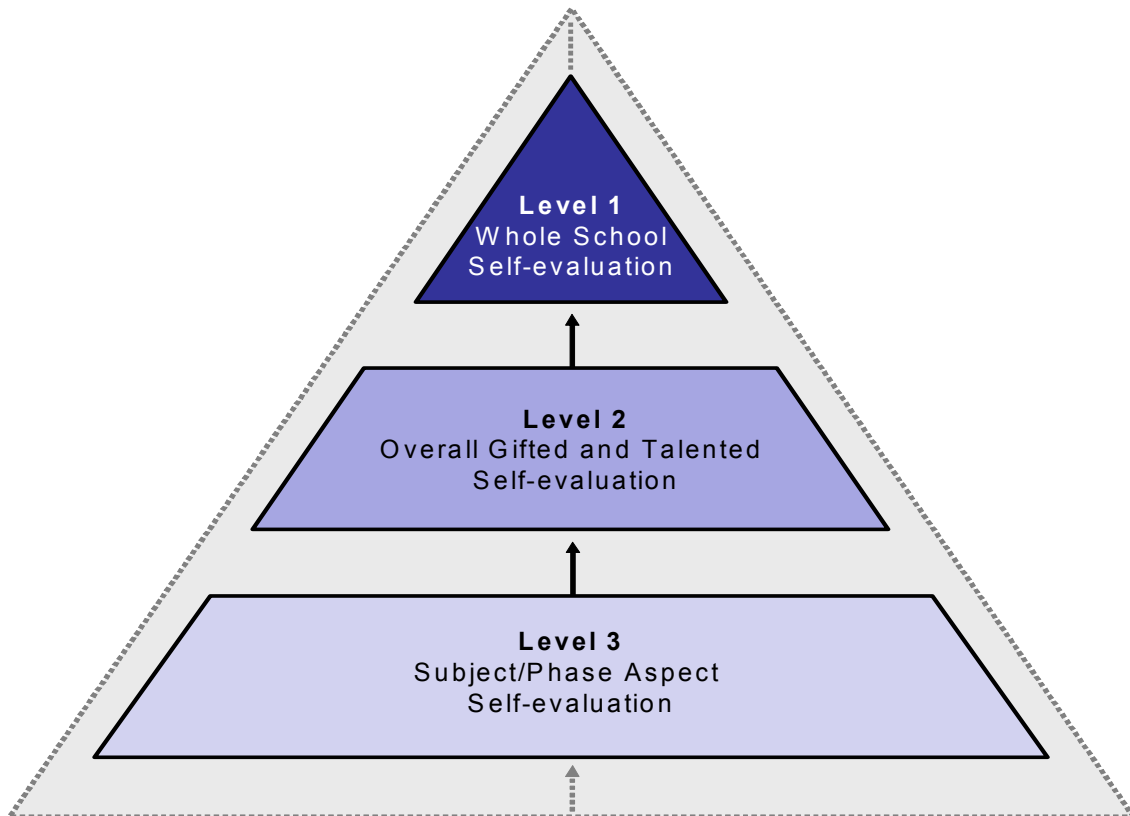 Level 1
Whole School
Self-evaluation
Level 2
Overall Gifted and Talented
Self-evaluation
Level 3
Subject/Phase Aspect
Self-evaluation